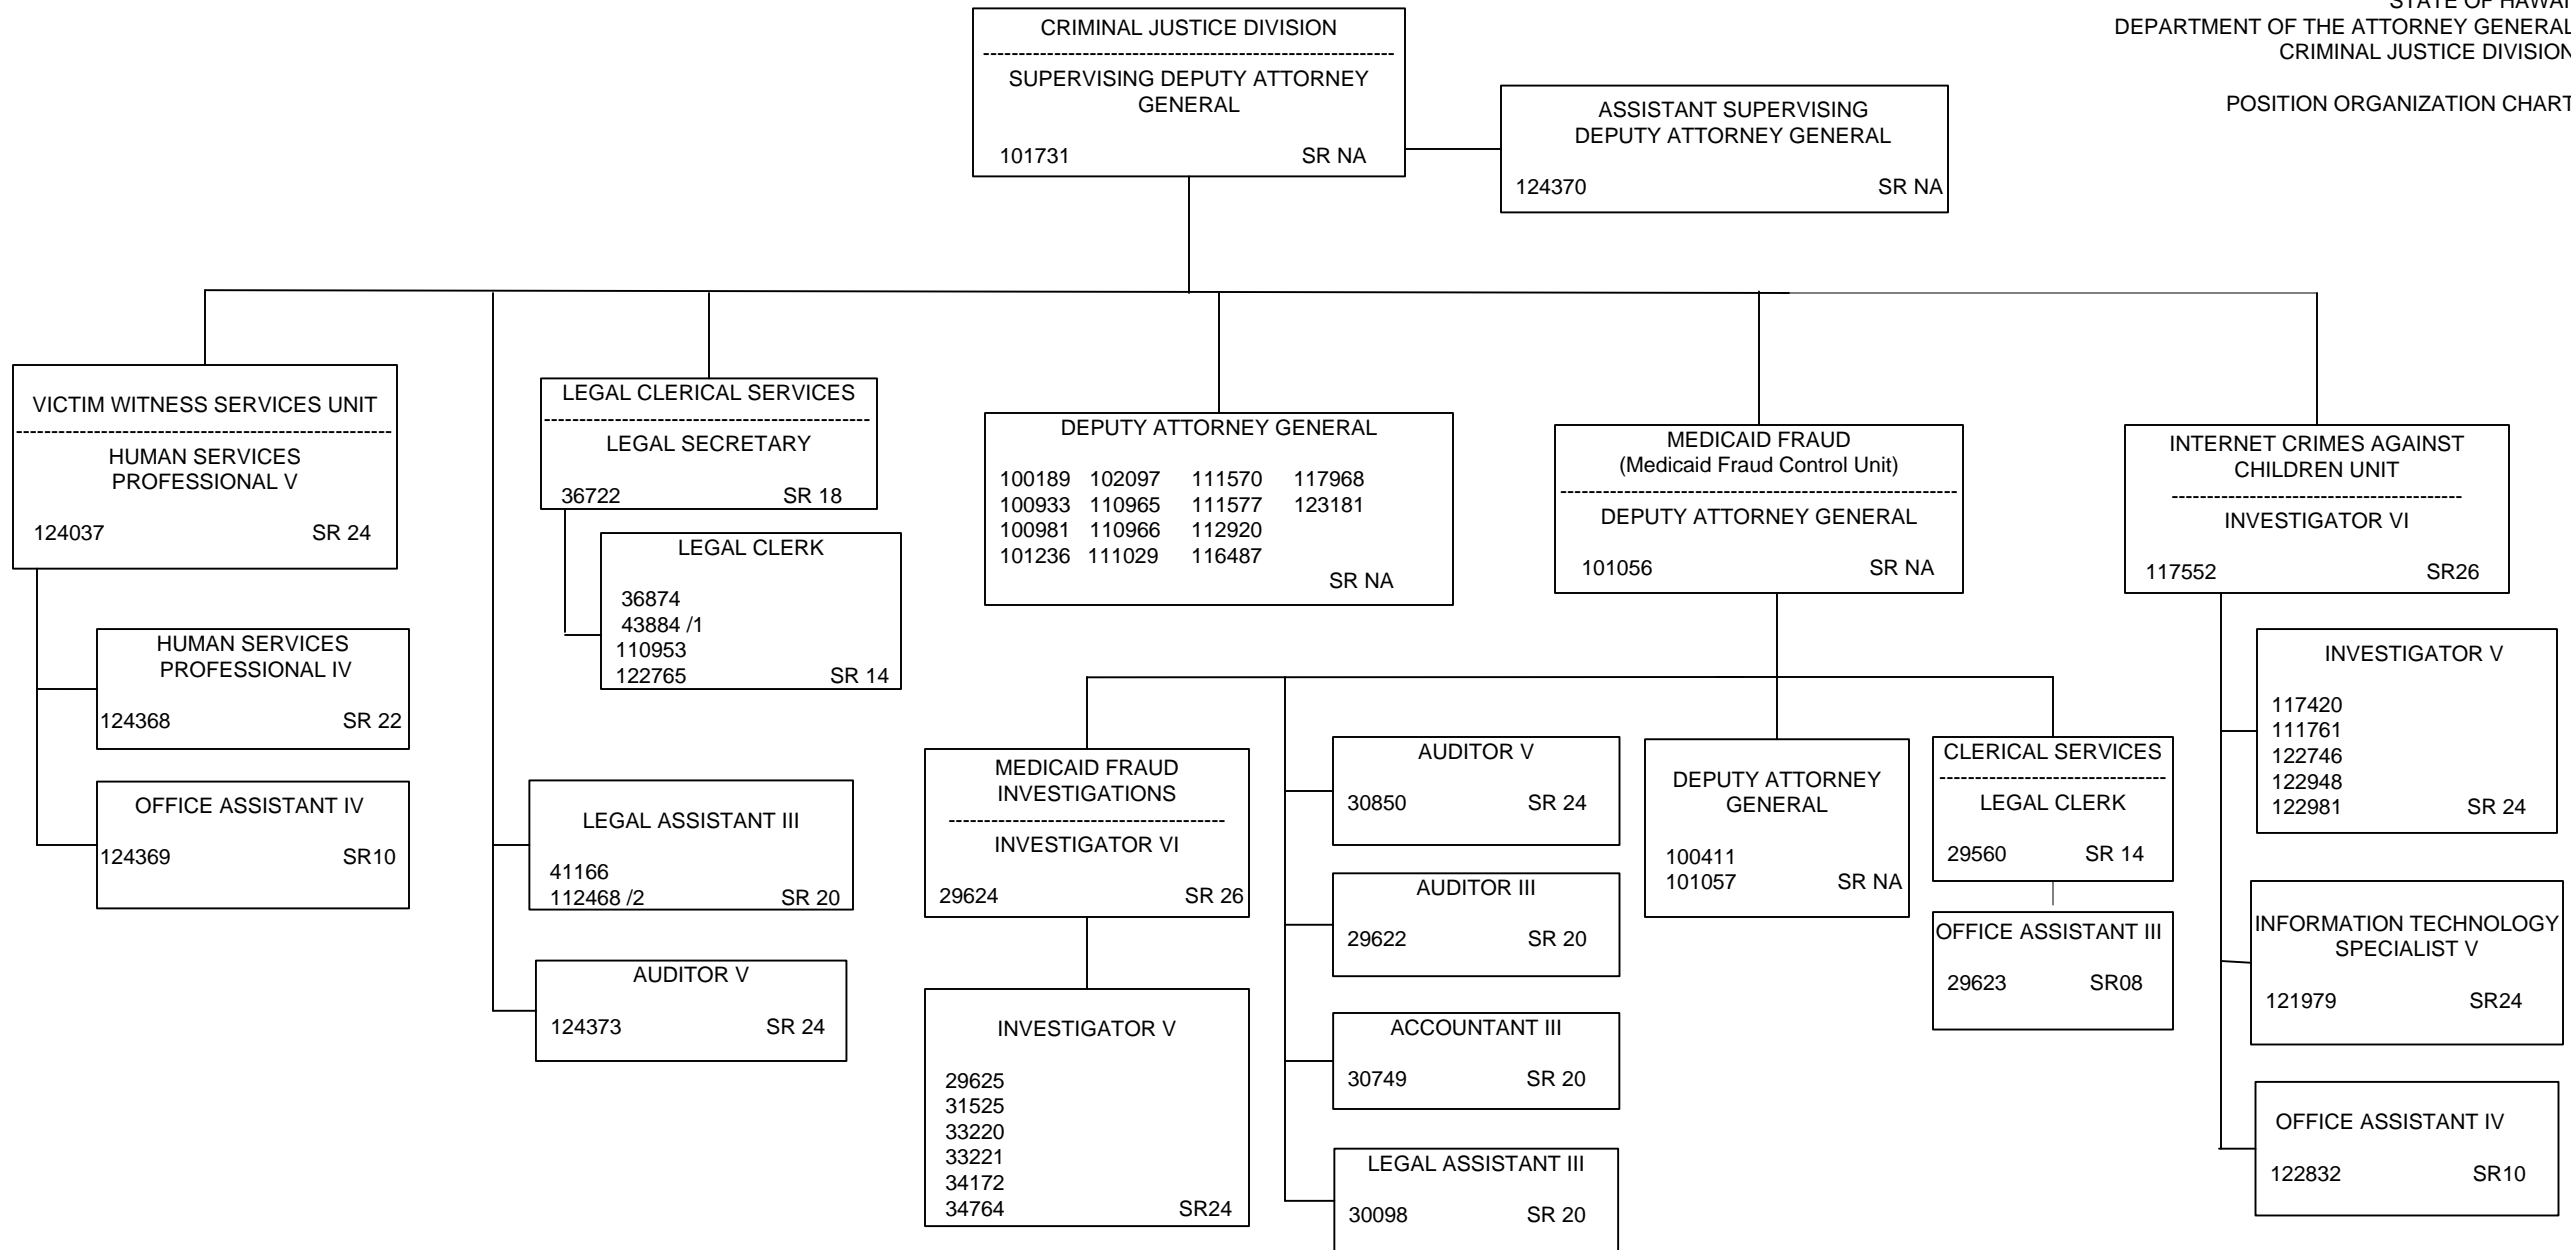 STATE OF HAWAII
DEPARTMENT OF THE ATTORNEY GENERAL
CRIMINAL JUSTICE DIVISION
POSITION ORGANIZATION CHART
CRIMINAL JUSTICE DIVISION
SUPERVISING DEPUTY ATTORNEY
GENERAL
101731 SR NA
ASSISTANT SUPERVISING
DEPUTY ATTORNEY GENERAL
124370 SR NA
VICTIM WITNESS SERVICES UNIT
HUMAN SERVICES
PROFESSIONAL V
124037 SR 24
HUMAN SERVICES
PROFESSIONAL IV
124368 SR 22
OFFICE ASSISTANT IV
124369 SR10
LEGAL CLERICAL SERVICES
LEGAL SECRETARY
36722 SR 18
LEGAL CLERK
36874
43884 /1
110953
122765 SR 14
LEGAL ASSISTANT III
41166
112468 /2 SR 20
AUDITOR V
124373 SR 24
DEPUTY ATTORNEY GENERAL
100189 102097 111570 117968
100933 110965 111577 123181
100981 110966 112920
101236 111029 116487
SR NA
MEDICAID FRAUD
(Medicaid Fraud Control Unit)
DEPUTY ATTORNEY GENERAL
101056 SR NA
MEDICAID FRAUD
INVESTIGATIONS
INVESTIGATOR VI
29624 SR 26
INVESTIGATOR V
29625
31525
33220
33221
34172
34764 SR24
AUDITOR V
30850 SR 24
AUDITOR III
29622 SR 20
ACCOUNTANT III
30749 SR 20
LEGAL ASSISTANT III
30098 SR 20
DEPUTY ATTORNEY
GENERAL
100411
101057 SR NA
CLERICAL SERVICES
LEGAL CLERK
29560 SR 14
OFFICE ASSISTANT III
29623 SR08
INTERNET CRIMES AGAINST
CHILDREN UNIT
INVESTIGATOR VI
117552 SR26
INVESTIGATOR V
117420
111761
122746
122948
122981 SR 24
INFORMATION TECHNOLOGY
SPECIALIST V
121979 SR24
OFFICE ASSISTANT IV
122832 SR10